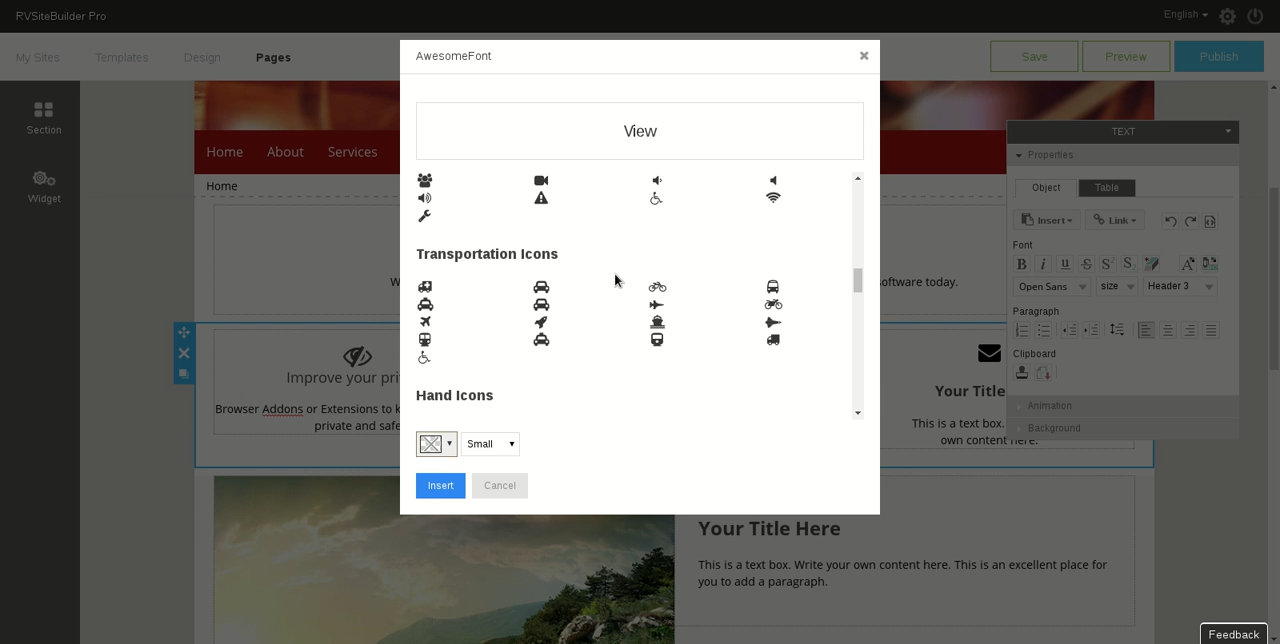 RVSiteBuilder Pro
English
My Sites
Templates
Design
Pages
Save
Preview
Publish
AwesomeFont
View
Section
Widget
Home
About
Services
Home
Transportation Icons
Hand Icons
Small
Insert
Cancel
W
oftware today.
Improve your pri
Browser Addons or Extensions to k
private and safe
Your Title
This is a text box.
own content here.
TEXT
Properties
Object
Table
Insert
Link
Font
B i u S S S
Open Sans
size
Header 3
Paragraph
Clipboard
Animation
Background
Your Title Here
This is a text box. Write your own content here. This is an excellent place for
you to add a paragraph.
Feedback